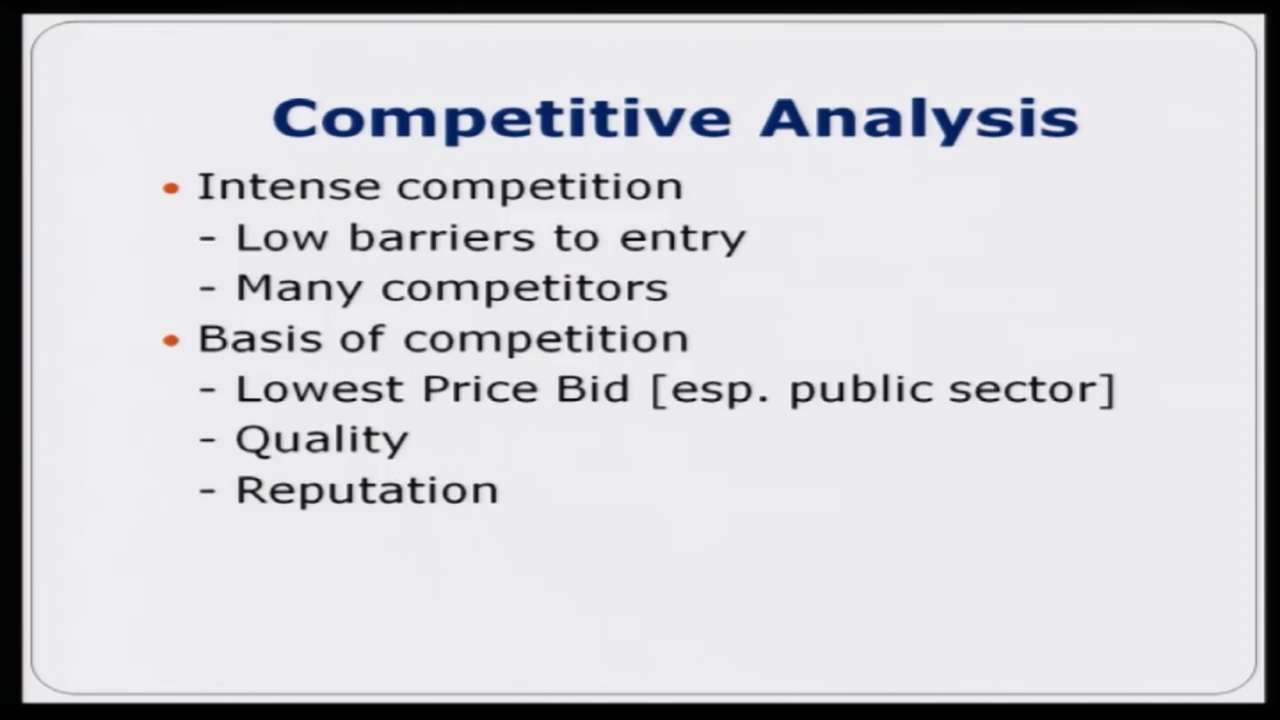 Competitive Analysis
• Intense competition
- Low barriers to entry
- Many competitors
• Basis of competition
- Lowest Price Bid [esp. public sector]
- Quality
- Reputation